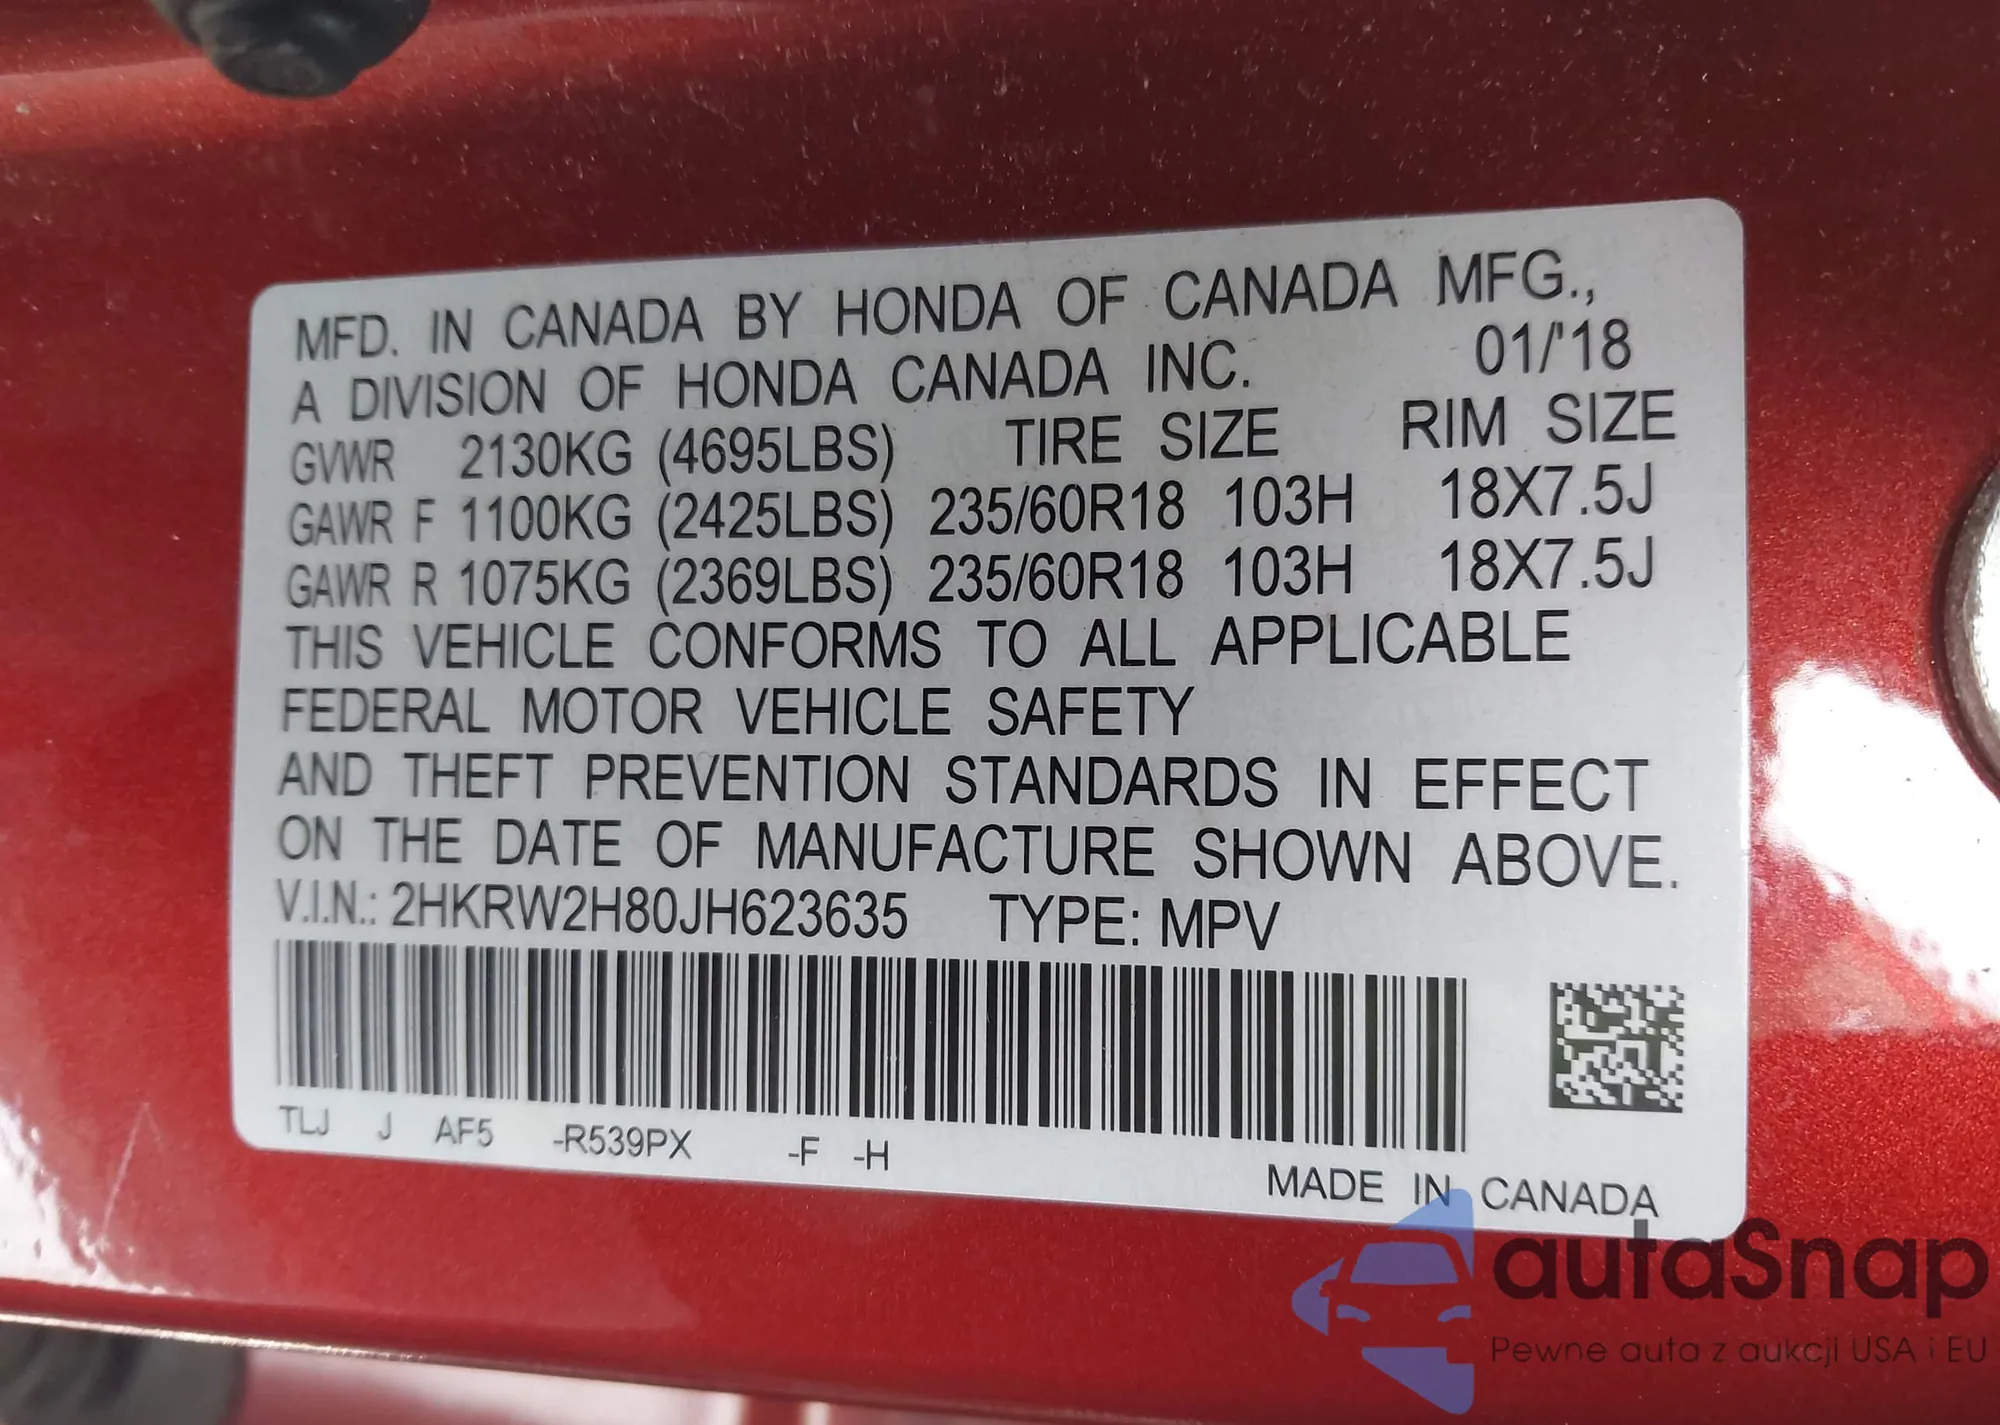 MFD. IN CANADA BY HONDA OF CANADA MFG.,
A DIVISION OF HONDA CANADA INC. 01/'18
GVWR 2130KG (4695LBS) TIRE SIZE RIM SIZE
GAWR F 1100KG (2425LBS) 235/60R18 103H 18X7.5J
GAWR R 1075KG (2369LBS) 235/60R18 103H 18X7.5J
THIS VEHICLE CONFORMS TO ALL APPLICABLE
FEDERAL MOTOR VEHICLE SAFETY
AND THEFT PREVENTION STANDARDS IN EFFECT
ON THE DATE OF MANUFACTURE SHOWN ABOVE.
V.I.N.: 2HKRW2H80JH623635 TYPE: MPV
TLJ J AF5 -R539PX -F -H
MADE IN CANADA
autaSnap
Pewne auta z aukcji USA i EU